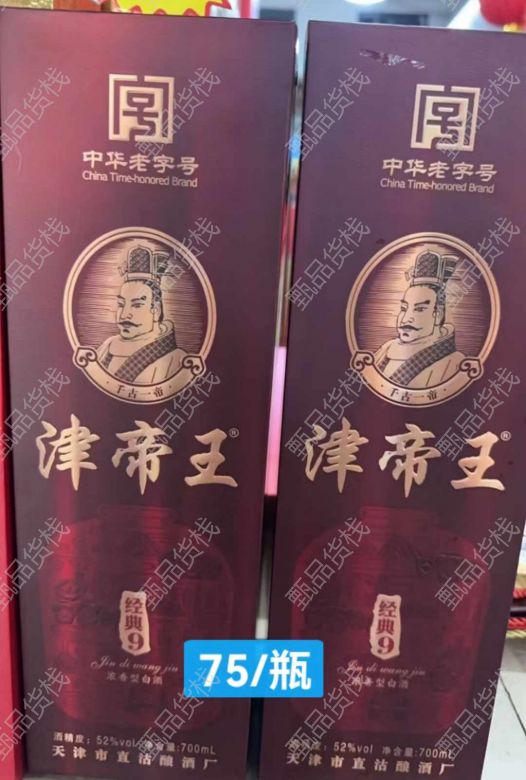 中华老字号
China Time-honored Brand
千古一帝
津帝王®
经典9
Jin di wang jiu
浓香型白酒
酒精度：52%vol 净含量：700mL
天津市直沽酿酒厂
中华老字号
China Time-honored Brand
千古一帝
津帝王®
经典9
Jin di wang jiu
浓香型白酒
酒精度：52%vol 净含量：700mL
天津市直沽酿酒厂
75/瓶
甄品货栈